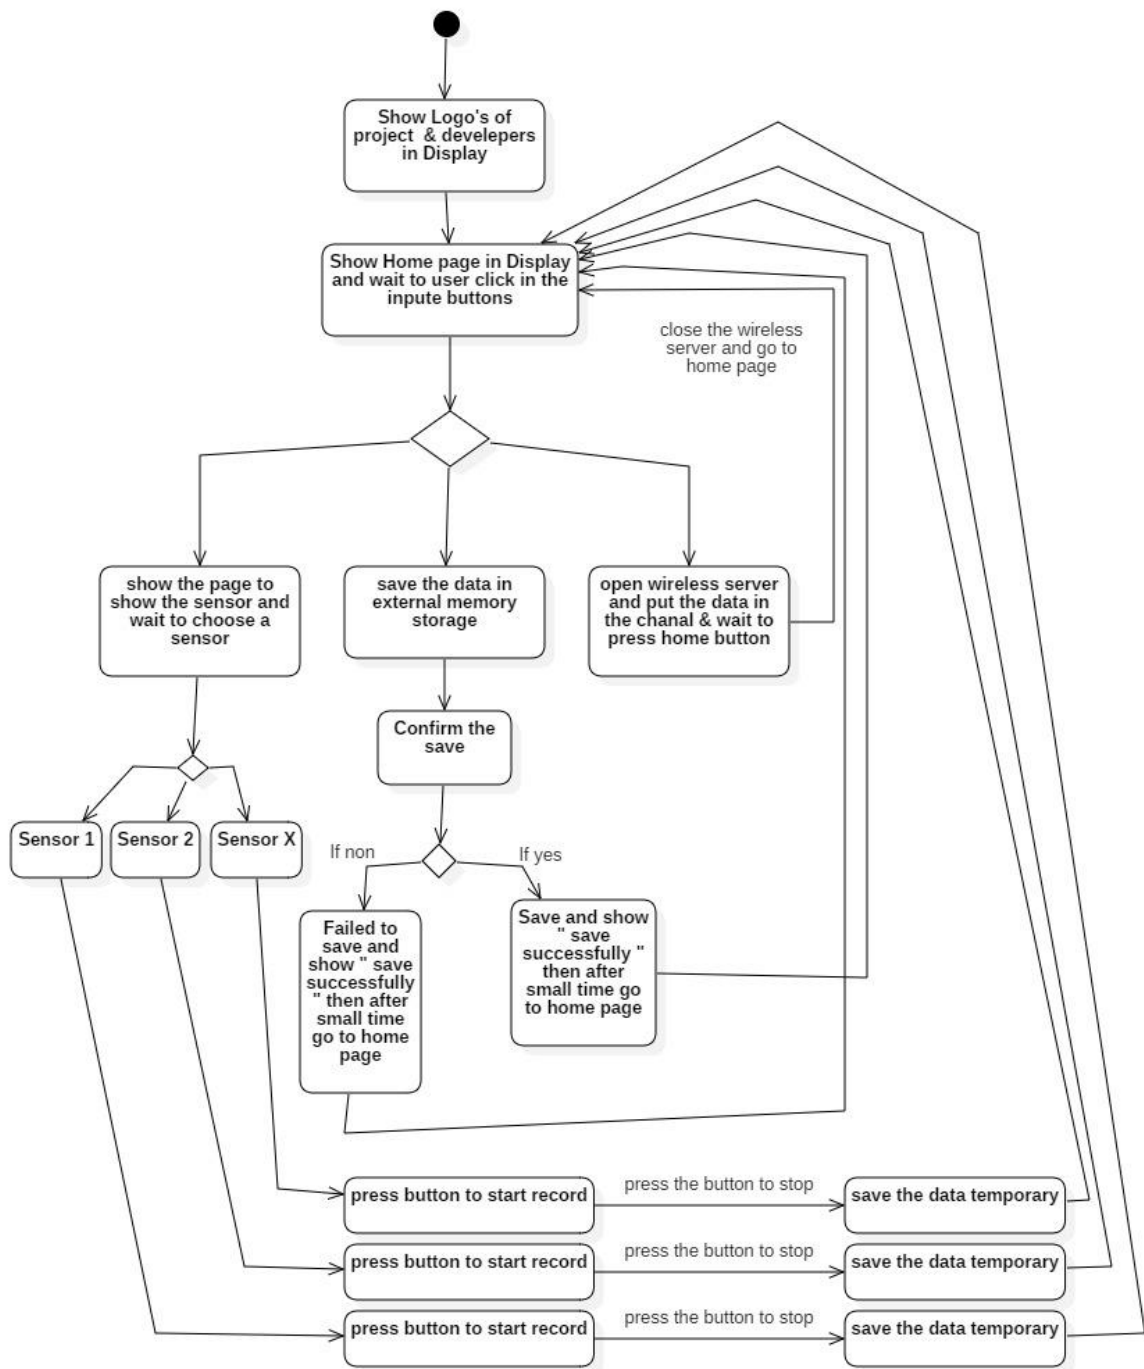 Show Logo's of
project & develepers
in Display
Show Home page in Display
and wait to user click in the
inpute buttons
close the wireless
server and go to
home page
show the page to
show the sensor and
wait to choose a
sensor
save the data in
external memory
storage
open wireless server
and put the data in
the chanal & wait to
press home button
Confirm the
save
Sensor 1
Sensor 2
Sensor X
If non
If yes
Failed to
save and
show " save
successfully
" then after
small time
go to home
page
Save and show
" save
successfully "
then after
small time go
to home page
press button to start record
press the button to stop
save the data temporary
press button to start record
press the button to stop
save the data temporary
press button to start record
press the button to stop
save the data temporary